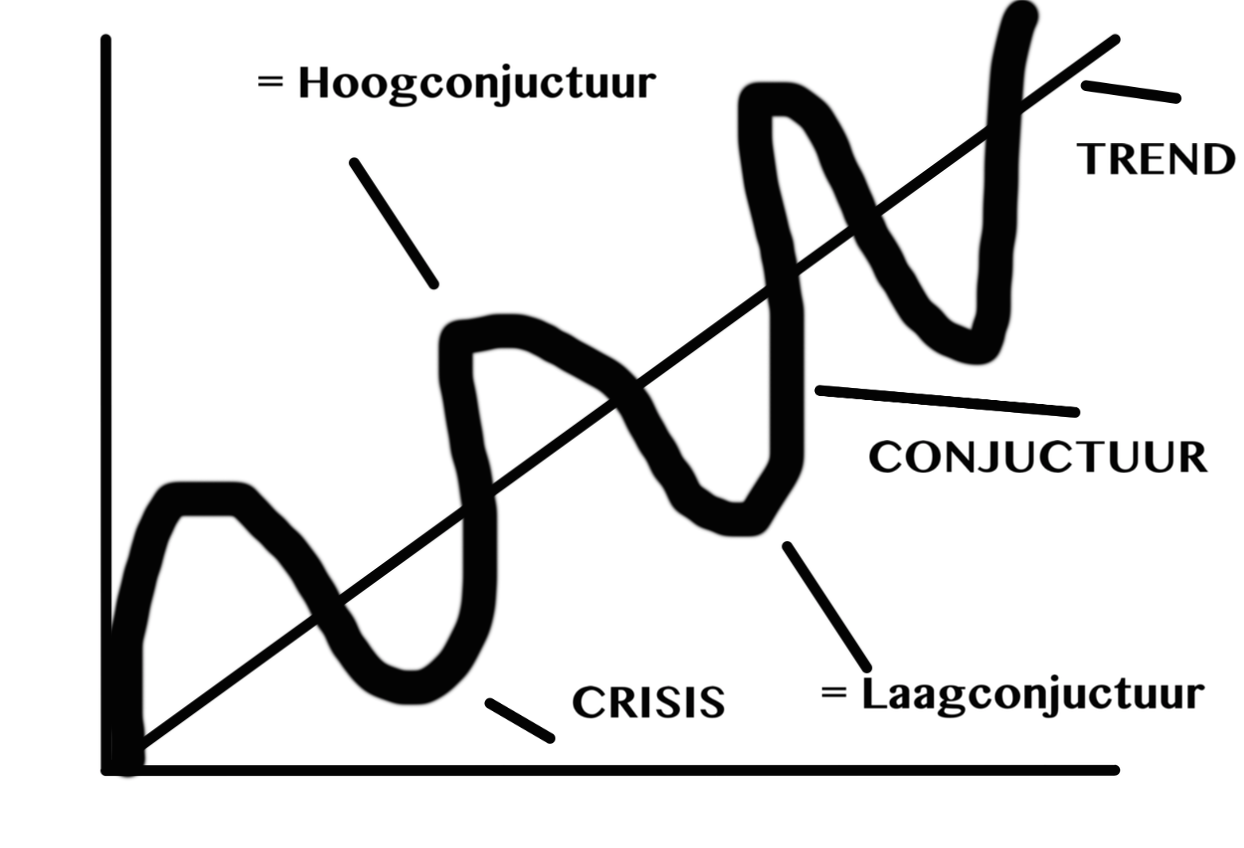 = Hoogconjuctuur
TREND
CONJUCTUUR
CRISIS
= Laagconjuctuur